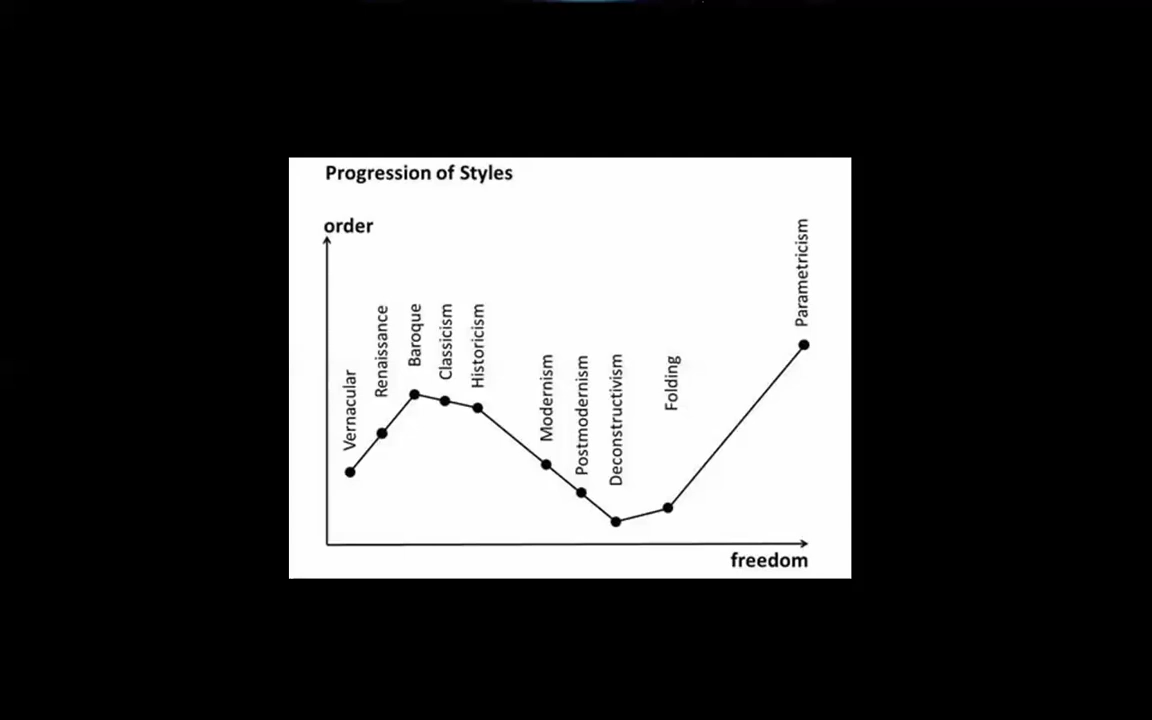 Progression of Styles
order
Vernacular
Renaissance
Baroque
Classicism
Historicism
Modernism
Postmodernism
Deconstructivism
Folding
Parametricism
freedom